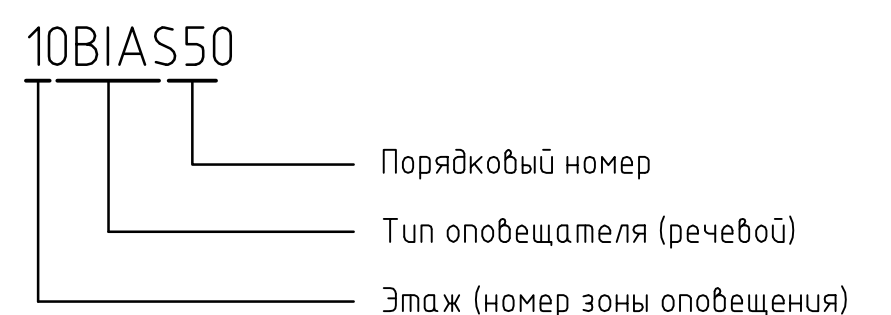 10BIAS50
Порядковый номер
Тип оповещателя (речевой)
Этаж (номер зоны оповещения)